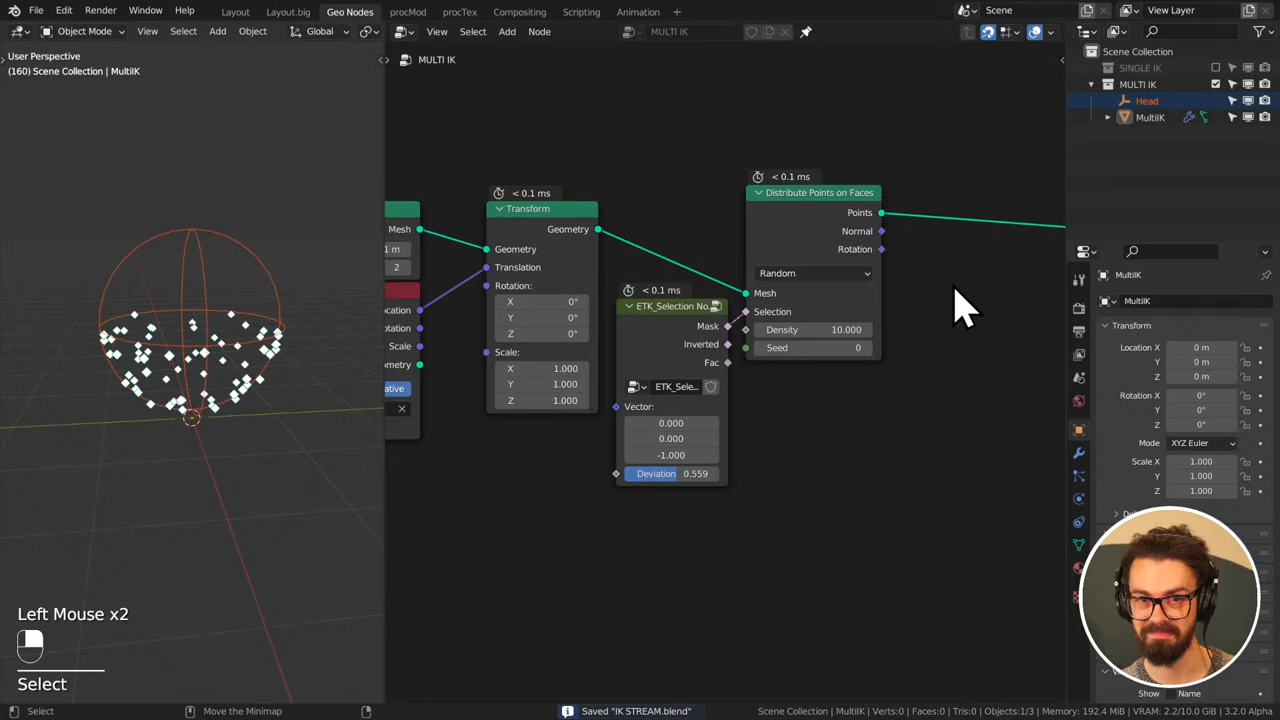 File Edit Render Window Help Layout Layout.big Geo Nodes procMod procTex Compositing Scripting Animation + Scene View Layer
Object Mode View Select Add Object Global View Select Add Node MULTI IK
User Perspective
(160) Scene Collection | MultiIK
MULTI IK
Scene Collection
SINGLE IK
MULTI IK
Head
MultiIK
< 0.1 ms
Distribute Points on Faces
Points
Normal
Rotation
Random
Mesh
Selection
Density 10.000
Seed 0
< 0.1 ms
Transform
Geometry
Geometry
Translation
Rotation:
X 0°
Y 0°
Z 0°
Scale:
X 1.000
Y 1.000
Z 1.000
Mesh
1 m
2
ocation
otation
Scale
ometry
ative
< 0.1 ms
ETK_Selection No.
Mask
Inverted
Fac
ETK_Sele...
Vector:
0.000
0.000
-1.000
Deviation 0.559
MultiIK
MultiIK
Transform
Location X 0 m
Y 0 m
Z 0 m
Rotation X 0°
Y 0°
Z 0°
Mode XYZ Euler
Scale X 1.000
Y 1.000
Z 1.000
Show Name
Left Mouse x2
Select
Select Move the Minimap Saved "IK STREAM.blend" Scene Collection | MultiIK | Verts:0 | Faces:0 | Tris:0 | Objects:1/3 | Memory: 192.4 MiB | VRAM: 2.2/10.0 GiB | 3.2.0 Alpha